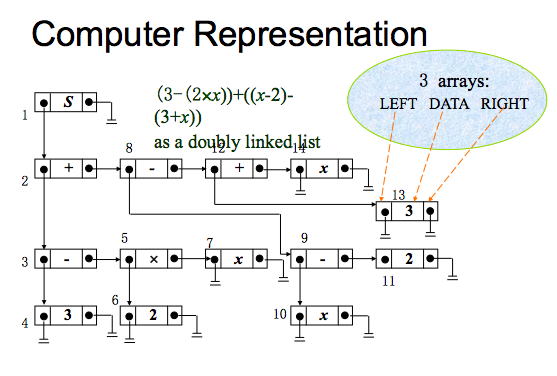 Computer Representation
(3-(2×x))+((x-2)-
(3+x))
as a doubly linked list
3 arrays:
LEFT DATA RIGHT
1 S
2 +
8 -
12 +
14 x
13 3
3 -
5 ×
7 x
9 -
11 2
4 3
6 2
10 x